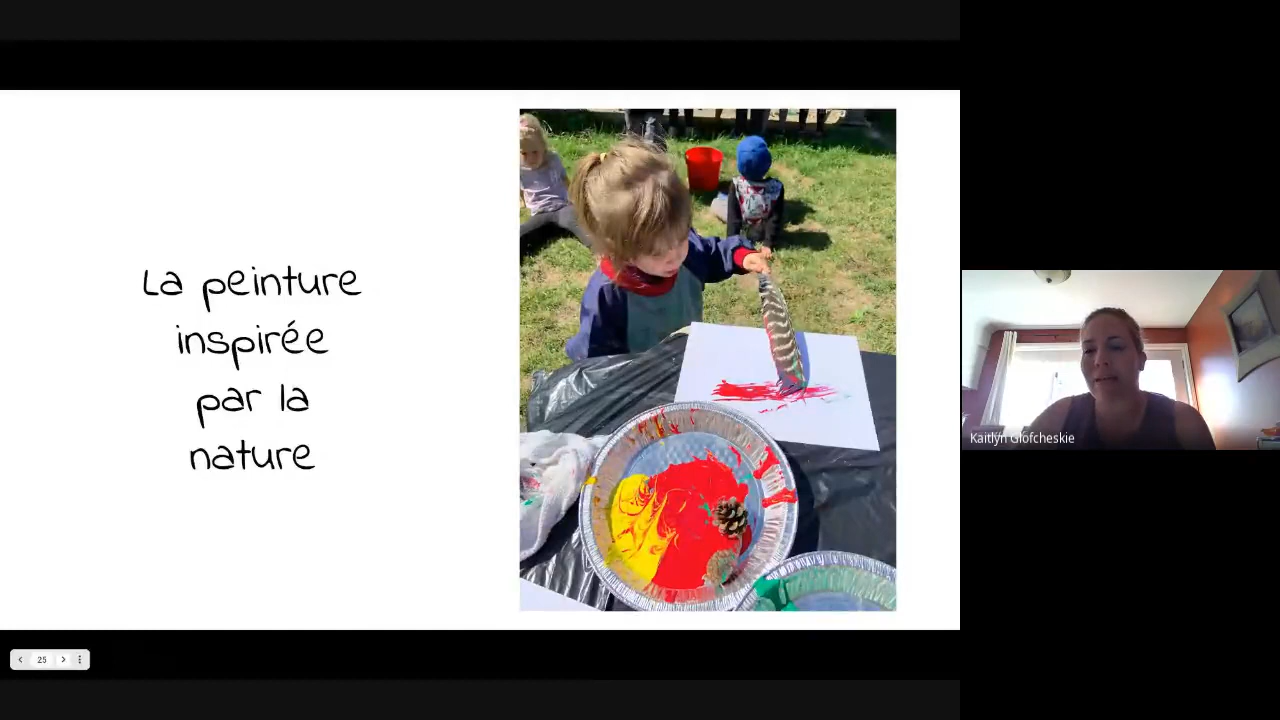 La peinture
inspirée
par la
nature
25
Kaitlyn Glofcheskie